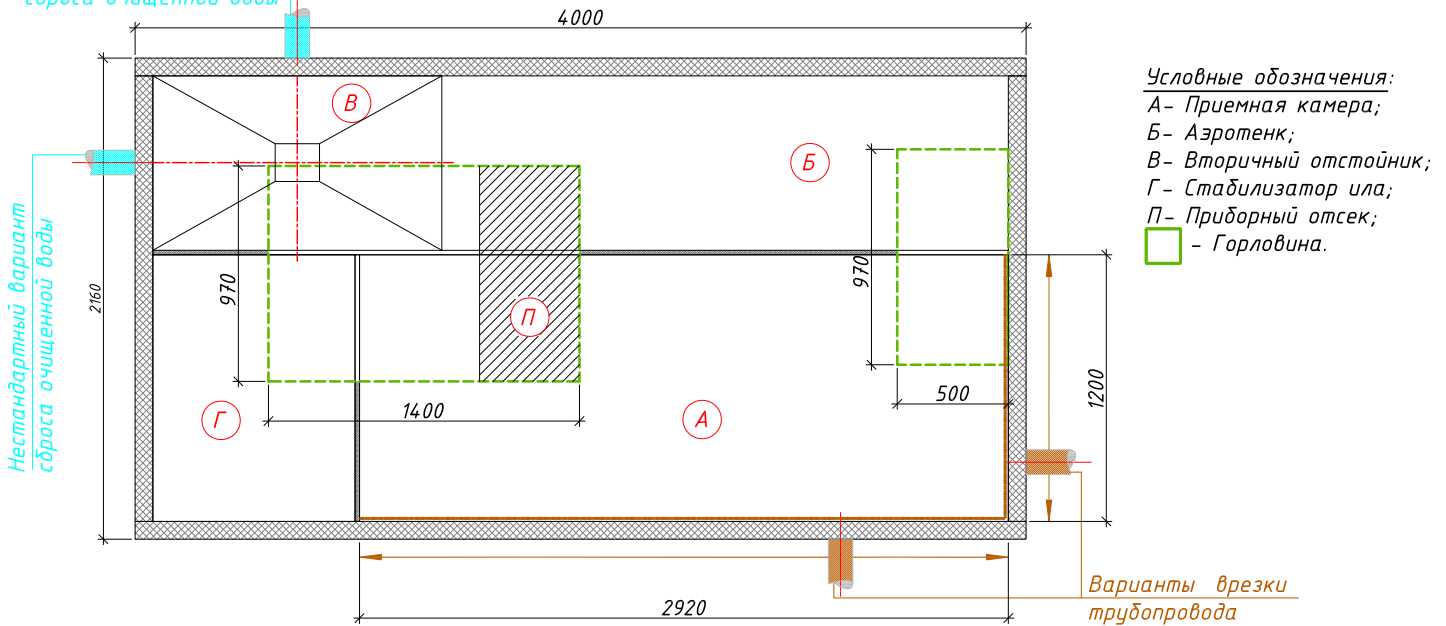 сброса очищенной воды
4000
Условные обозначения:
А- Приемная камера;
Б- Аэротенк;
В- Вторичный отстойник;
Г- Стабилизатор ила;
П- Приборный отсек;
- Горловина.
В
Б
Нестандартный вариант
сброса очищенной воды
2160
970
970
П
Г
А
1400
500
1200
2920
Варианты врезки
трубопровода